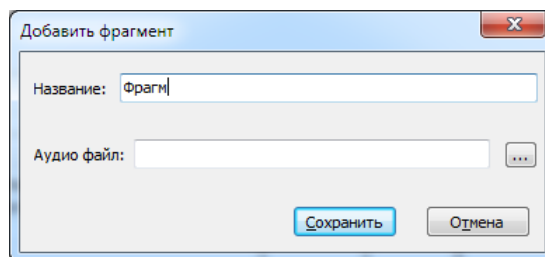 Добавить фрагмент
Название: Фрагм
Аудио файл: ...
Сохранить Отмена